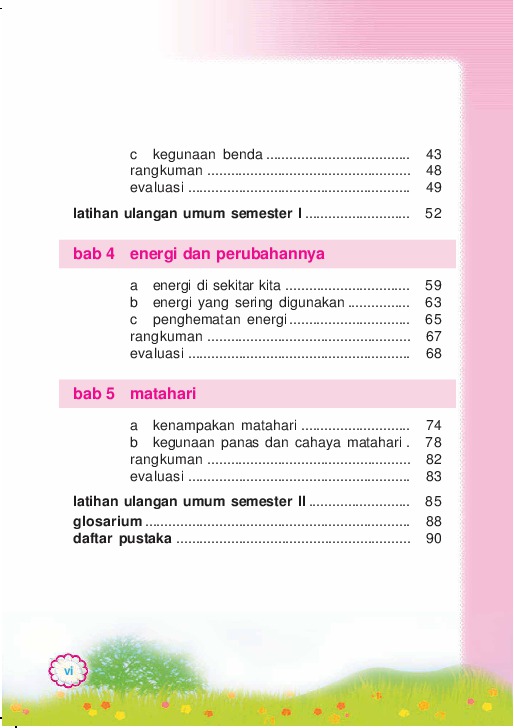 c kegunaan benda ..................................... 43
rangkuman .................................................... 48
evaluasi ......................................................... 49
latihan ulangan umum semester I ........................... 52
bab 4 energi dan perubahannya
a energi di sekitar kita ................................ 59
b energi yang sering digunakan ................ 63
c penghematan energi ............................... 65
rangkuman .................................................... 67
evaluasi ......................................................... 68
bab 5 matahari
a kenampakan matahari ............................ 74
b kegunaan panas dan cahaya matahari . 78
rangkuman .................................................... 82
evaluasi ......................................................... 83
latihan ulangan umum semester II .......................... 85
glosarium .................................................................... 88
daftar pustaka ............................................................ 90
vi